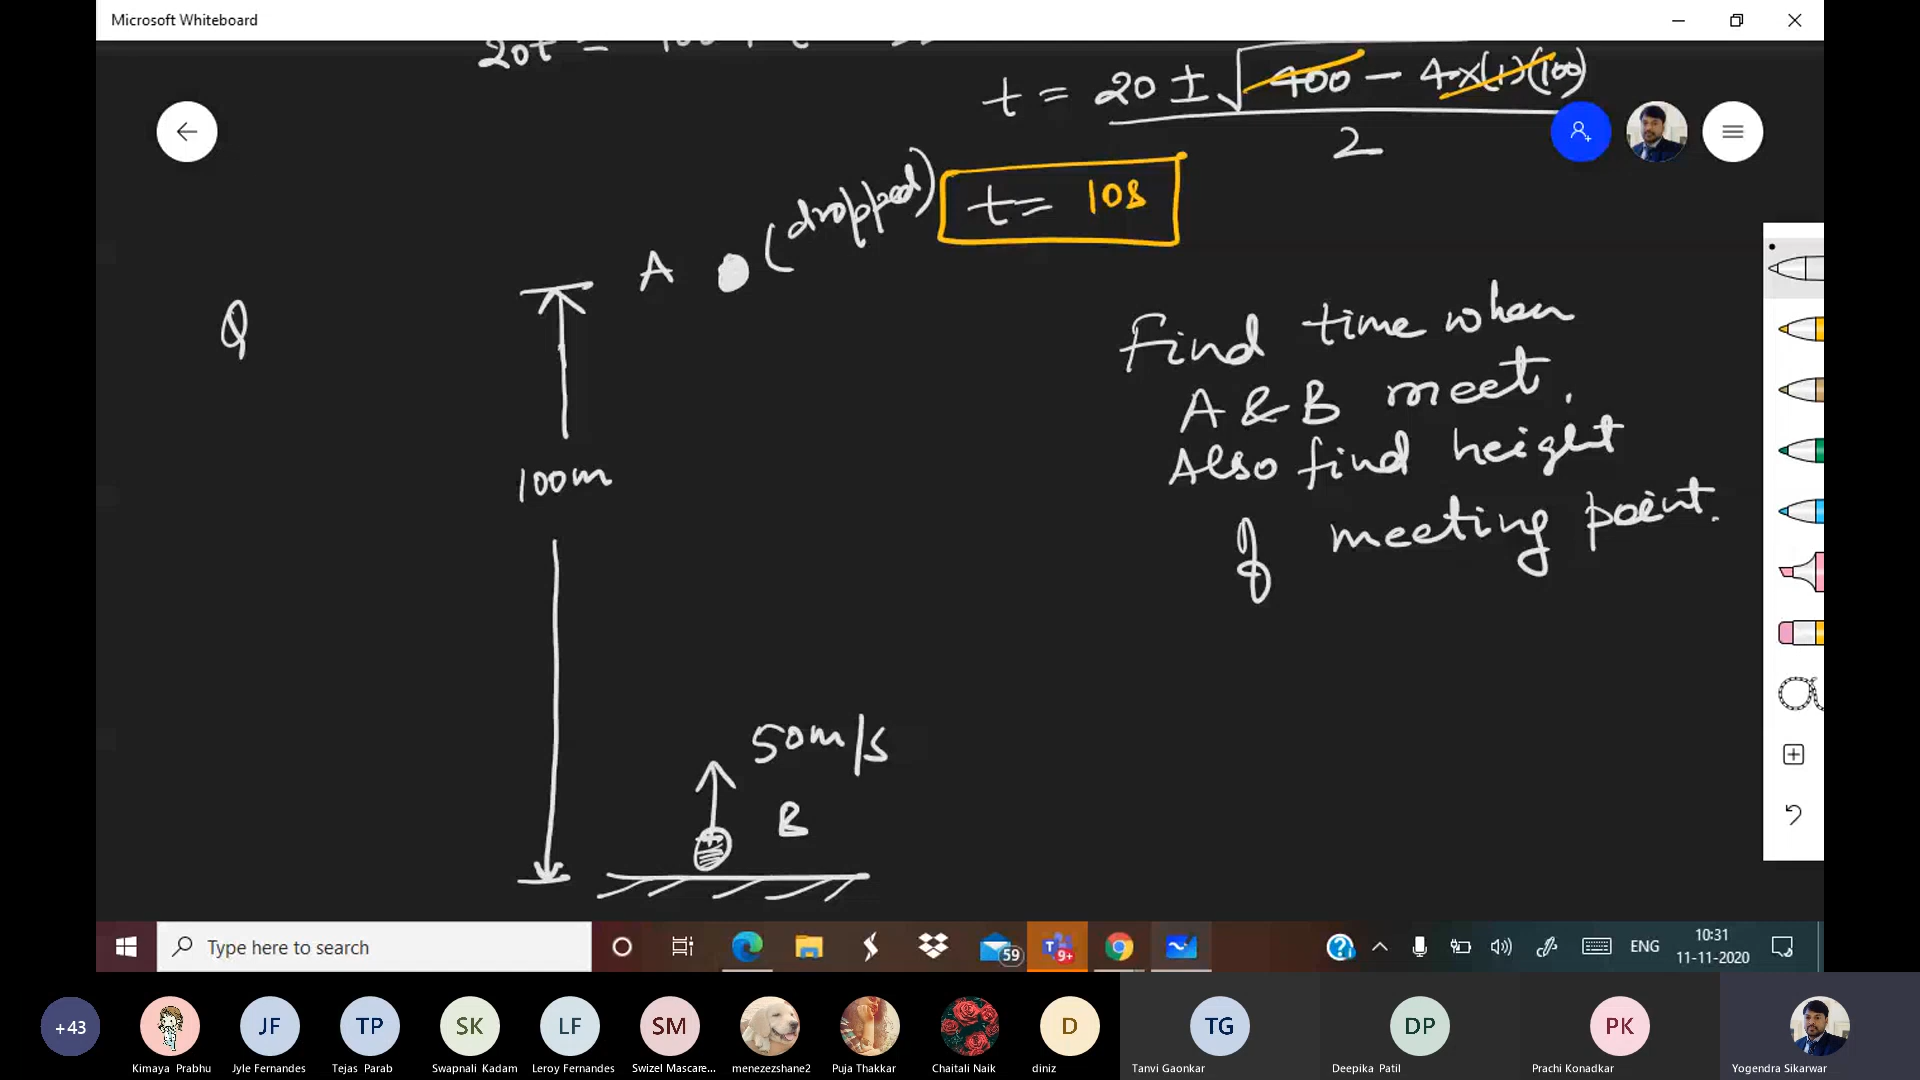 Microsoft Whiteboard
20t =
t = 20 ± √400 - 4×(1)(100)
2
t = 10s
A (dropped)
Q
Find time when
A & B meet.
Also find height
of meeting point.
100m
50m/s
B
Type here to search
59
9+
ENG
10:31
11-11-2020
+43
JF
TP
SK
LF
SM
D
TG
DP
PK
Kimaya Prabhu
Jyle Fernandes
Tejas Parab
Swapnali Kadam
Leroy Fernandes
Swizel Mascare...
menezezshane2
Puja Thakkar
Chaitali Naik
diniz
Tanvi Gaonkar
Deepika Patil
Prachi Konadkar
Yogendra Sikarwar